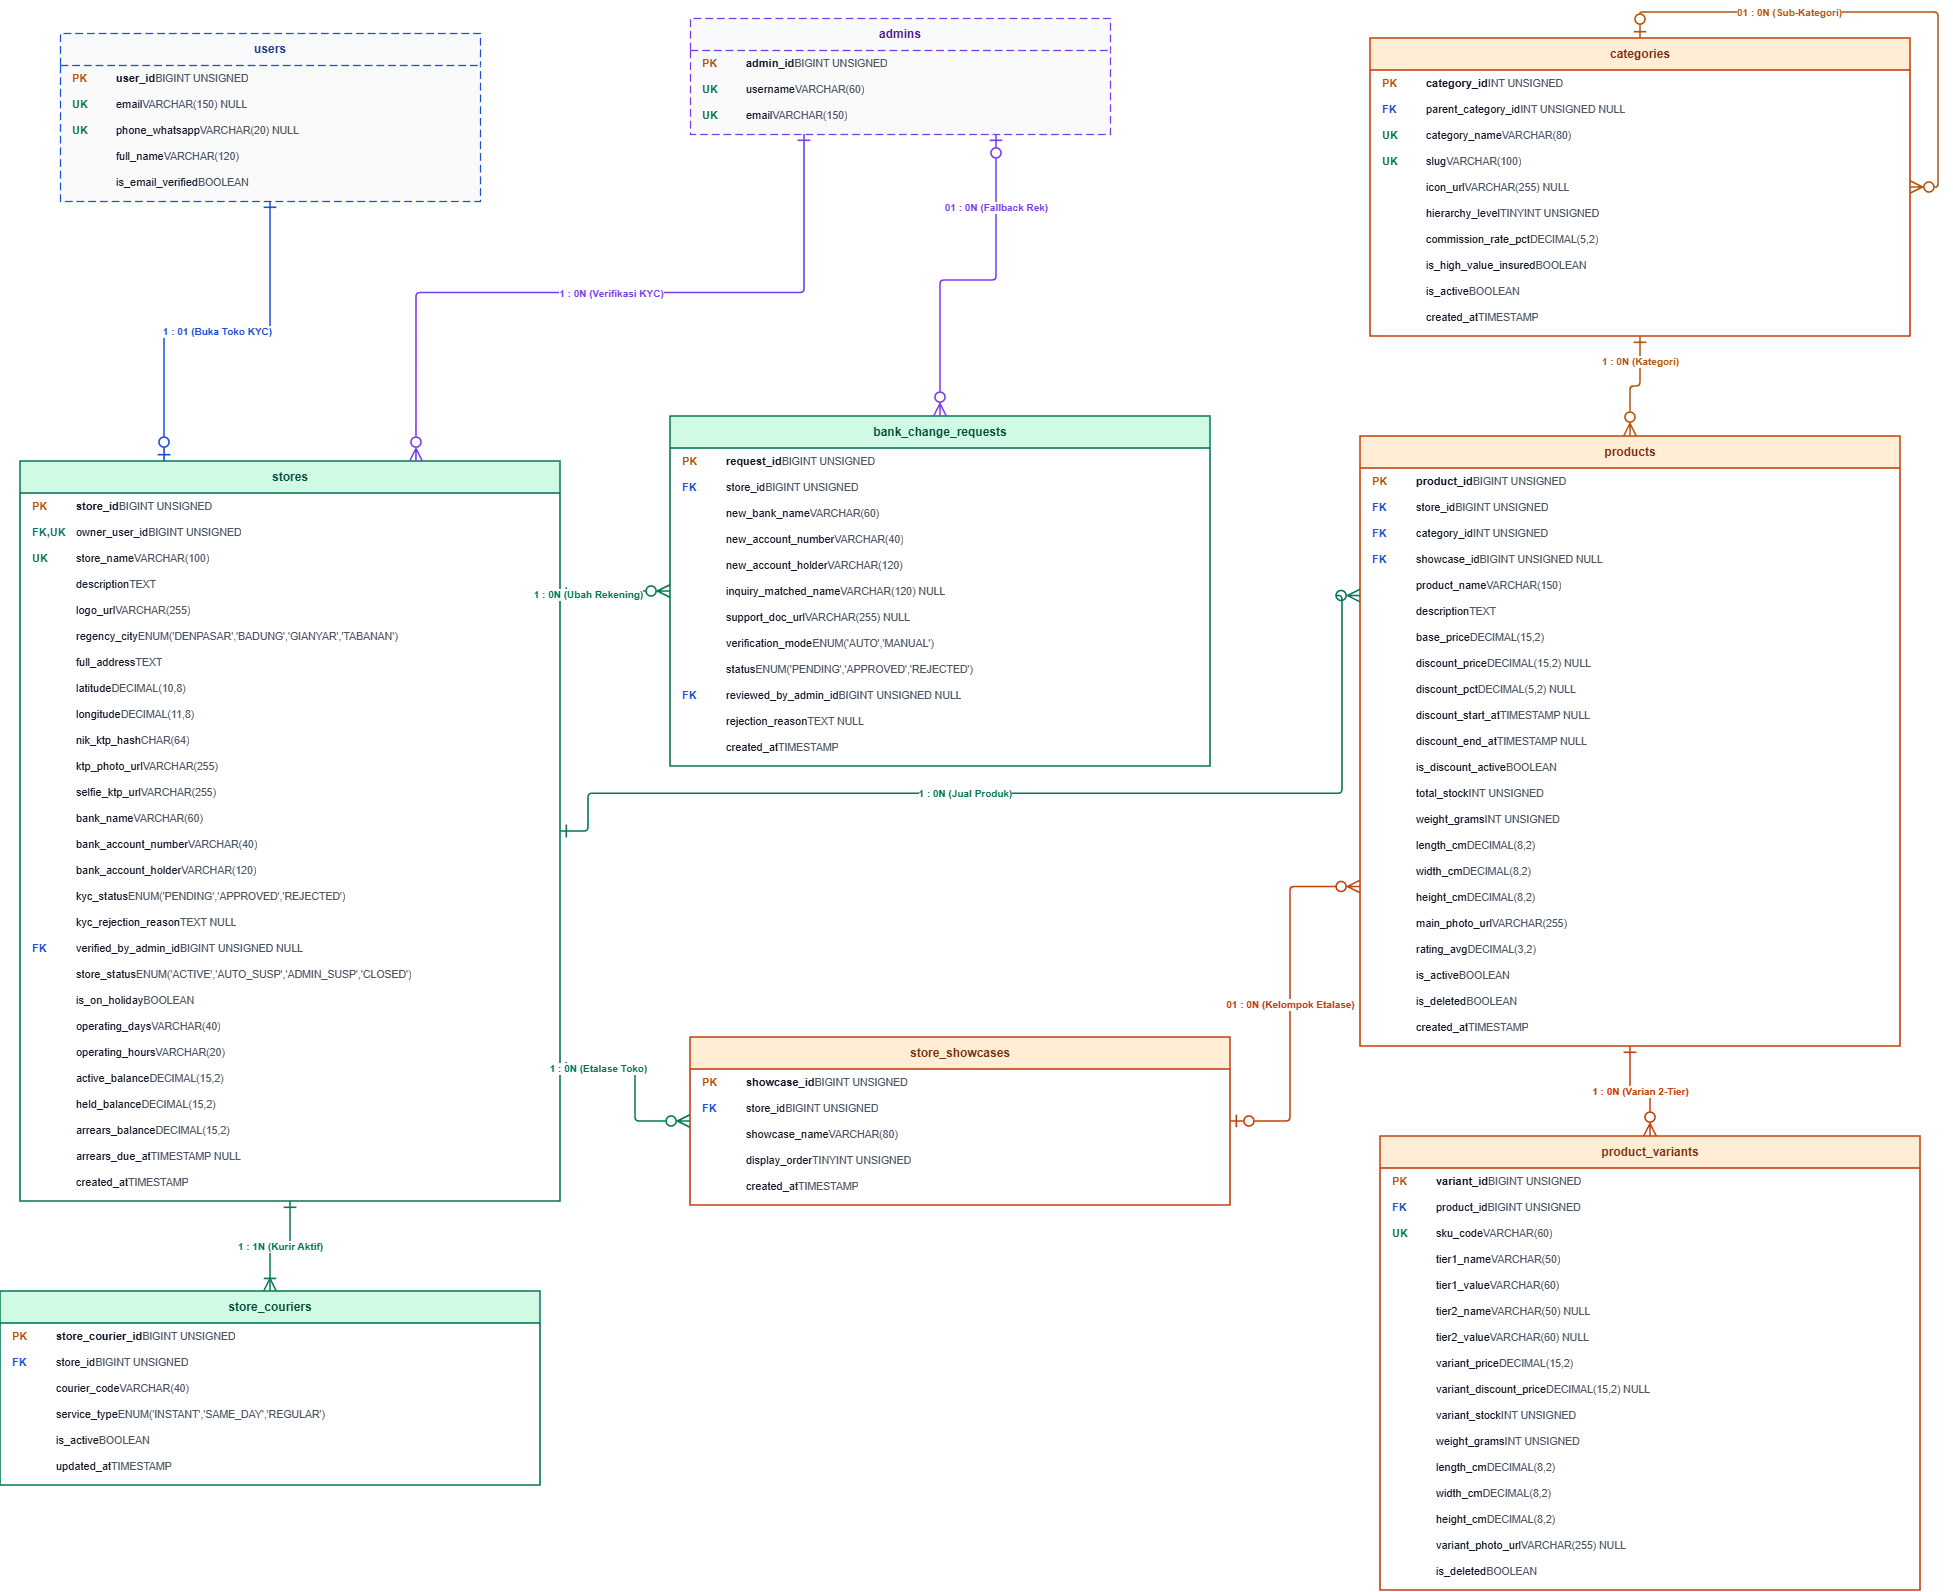 users
PK user_idBIGINT UNSIGNED
UK emailVARCHAR(150) NULL
UK phone_whatsappVARCHAR(20) NULL
full_nameVARCHAR(120)
is_email_verifiedBOOLEAN
admins
PK admin_idBIGINT UNSIGNED
UK usernameVARCHAR(60)
UK emailVARCHAR(150)
01 : 0N (Sub-Kategori)
categories
PK category_idINT UNSIGNED
FK parent_category_idINT UNSIGNED NULL
UK category_nameVARCHAR(80)
UK slugVARCHAR(100)
icon_urlVARCHAR(255) NULL
hierarchy_levelTINYINT UNSIGNED
commission_rate_pctDECIMAL(5,2)
is_high_value_insuredBOOLEAN
is_activeBOOLEAN
created_atTIMESTAMP
01 : 0N (Fallback Rek)
1 : 0N (Verifikasi KYC)
1 : 01 (Buka Toko KYC)
1 : 0N (Kategori)
stores
PK store_idBIGINT UNSIGNED
FK,UK owner_user_idBIGINT UNSIGNED
UK store_nameVARCHAR(100)
descriptionTEXT
logo_urlVARCHAR(255)
regency_cityENUM('DENPASAR','BADUNG','GIANYAR','TABANAN')
full_addressTEXT
latitudeDECIMAL(10,8)
longitudeDECIMAL(11,8)
nik_ktp_hashCHAR(64)
ktp_photo_urlVARCHAR(255)
selfie_ktp_urlVARCHAR(255)
bank_nameVARCHAR(60)
bank_account_numberVARCHAR(40)
bank_account_holderVARCHAR(120)
kyc_statusENUM('PENDING','APPROVED','REJECTED')
kyc_rejection_reasonTEXT NULL
FK verified_by_admin_idBIGINT UNSIGNED NULL
store_statusENUM('ACTIVE','AUTO_SUSP','ADMIN_SUSP','CLOSED')
is_on_holidayBOOLEAN
operating_daysVARCHAR(40)
operating_hoursVARCHAR(20)
active_balanceDECIMAL(15,2)
held_balanceDECIMAL(15,2)
arrears_balanceDECIMAL(15,2)
arrears_due_atTIMESTAMP NULL
created_atTIMESTAMP
bank_change_requests
PK request_idBIGINT UNSIGNED
FK store_idBIGINT UNSIGNED
new_bank_nameVARCHAR(60)
new_account_numberVARCHAR(40)
new_account_holderVARCHAR(120)
inquiry_matched_nameVARCHAR(120) NULL
support_doc_urlVARCHAR(255) NULL
verification_modeENUM('AUTO','MANUAL')
statusENUM('PENDING','APPROVED','REJECTED')
FK reviewed_by_admin_idBIGINT UNSIGNED NULL
rejection_reasonTEXT NULL
created_atTIMESTAMP
1 : 0N (Ubah Rekening)
1 : 0N (Jual Produk)
products
PK product_idBIGINT UNSIGNED
FK store_idBIGINT UNSIGNED
FK category_idINT UNSIGNED
FK showcase_idBIGINT UNSIGNED NULL
product_nameVARCHAR(150)
descriptionTEXT
base_priceDECIMAL(15,2)
discount_priceDECIMAL(15,2) NULL
discount_pctDECIMAL(5,2) NULL
discount_start_atTIMESTAMP NULL
discount_end_atTIMESTAMP NULL
is_discount_activeBOOLEAN
total_stockINT UNSIGNED
weight_gramsINT UNSIGNED
length_cmDECIMAL(8,2)
width_cmDECIMAL(8,2)
height_cmDECIMAL(8,2)
main_photo_urlVARCHAR(255)
rating_avgDECIMAL(3,2)
is_activeBOOLEAN
is_deletedBOOLEAN
created_atTIMESTAMP
01 : 0N (Kelompok Etalase)
1 : 0N (Etalase Toko)
store_showcases
PK showcase_idBIGINT UNSIGNED
FK store_idBIGINT UNSIGNED
showcase_nameVARCHAR(80)
display_orderTINYINT UNSIGNED
created_atTIMESTAMP
1 : 0N (Varian 2-Tier)
product_variants
PK variant_idBIGINT UNSIGNED
FK product_idBIGINT UNSIGNED
UK sku_codeVARCHAR(60)
tier1_nameVARCHAR(50)
tier1_valueVARCHAR(60)
tier2_nameVARCHAR(50) NULL
tier2_valueVARCHAR(60) NULL
variant_priceDECIMAL(15,2)
variant_discount_priceDECIMAL(15,2) NULL
variant_stockINT UNSIGNED
weight_gramsINT UNSIGNED
length_cmDECIMAL(8,2)
width_cmDECIMAL(8,2)
height_cmDECIMAL(8,2)
variant_photo_urlVARCHAR(255) NULL
is_deletedBOOLEAN
1 : 1N (Kurir Aktif)
store_couriers
PK store_courier_idBIGINT UNSIGNED
FK store_idBIGINT UNSIGNED
courier_codeVARCHAR(40)
service_typeENUM('INSTANT','SAME_DAY','REGULAR')
is_activeBOOLEAN
updated_atTIMESTAMP